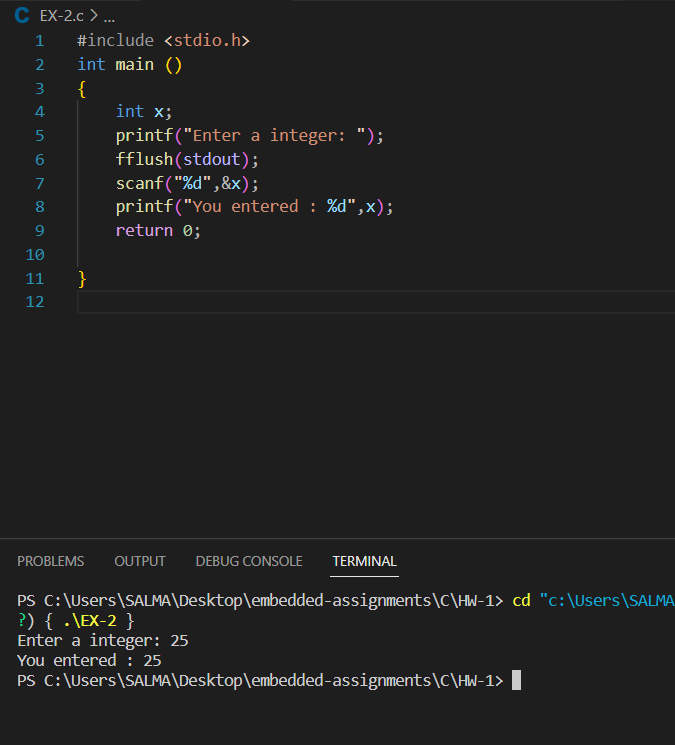 C EX-2.c > ...
1 #include <stdio.h>
2 int main ()
3 {
4     int x;
5     printf("Enter a integer: ");
6     fflush(stdout);
7     scanf("%d",&x);
8     printf("You entered : %d",x);
9     return 0;
10
11 }
12
PROBLEMS OUTPUT DEBUG CONSOLE TERMINAL
PS C:\Users\SALMA\Desktop\embedded-assignments\C\HW-1> cd "c:\Users\SALMA
?) { .\EX-2 }
Enter a integer: 25
You entered : 25
PS C:\Users\SALMA\Desktop\embedded-assignments\C\HW-1>